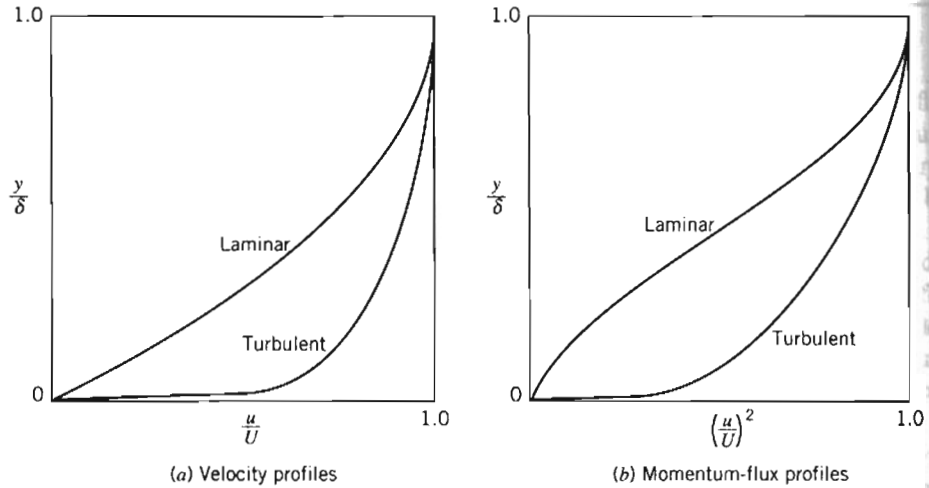 1.0
y/δ
Laminar
Turbulent
0
u/U
1.0
(a) Velocity profiles
1.0
y/δ
Laminar
Turbulent
0
(u/U)²
1.0
(b) Momentum-flux profiles